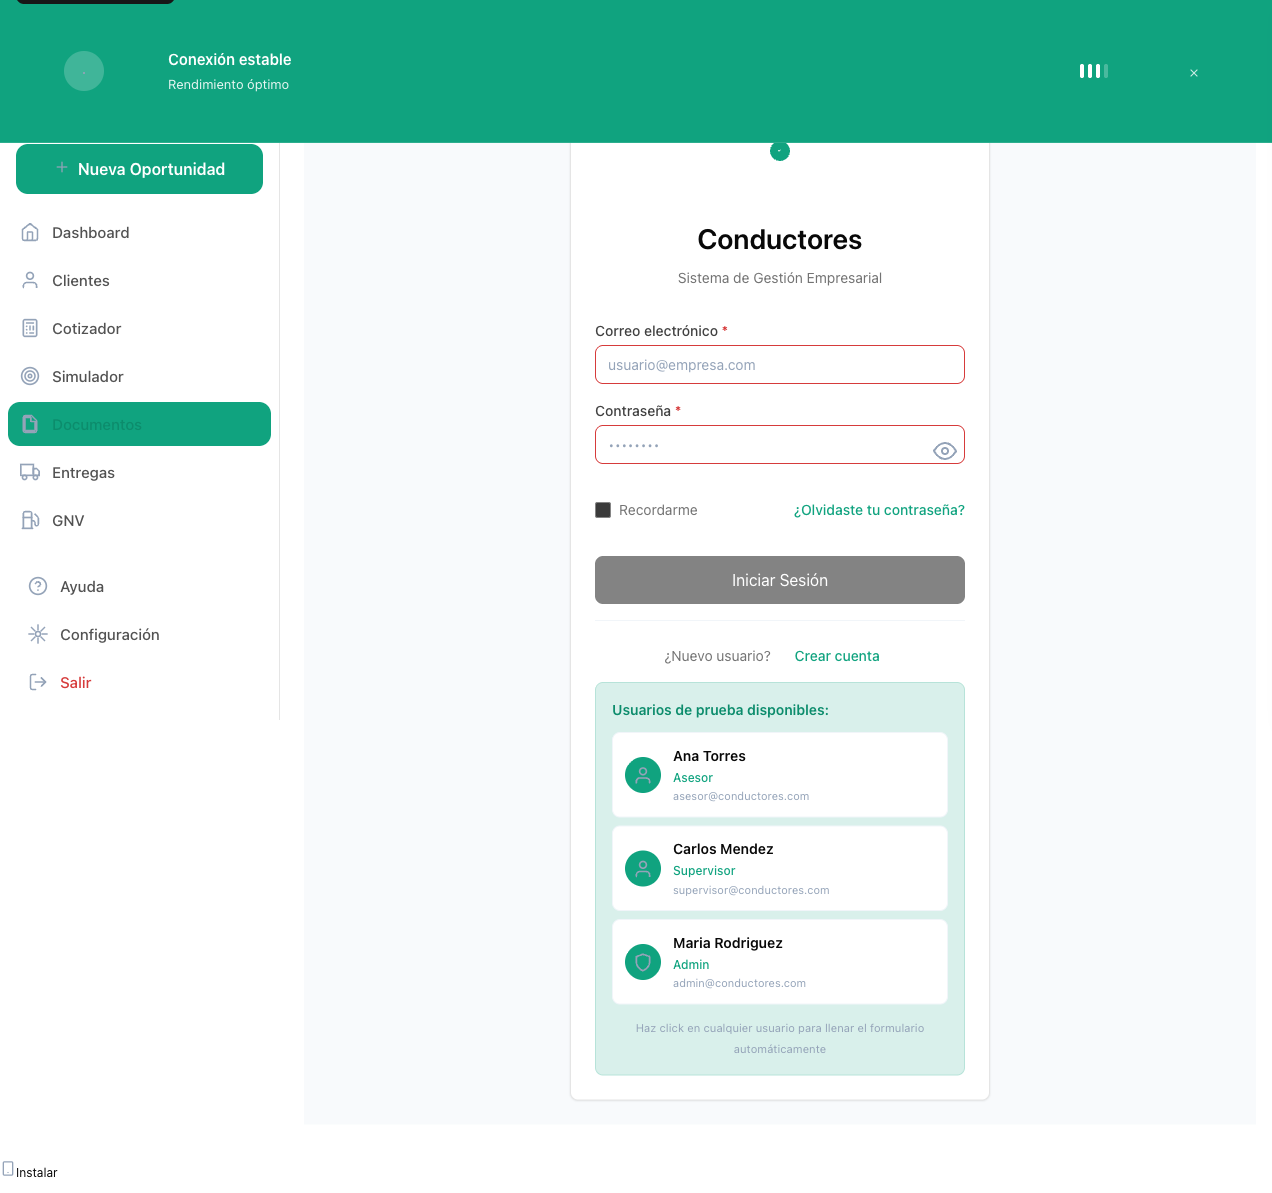 Conexión estable
Rendimiento óptimo
×
Nueva Oportunidad
Dashboard
Clientes
Cotizador
Simulador
Documentos
Entregas
GNV
Ayuda
Configuración
Salir
Conductores
Sistema de Gestión Empresarial
Correo electrónico *
usuario@empresa.com
Contraseña *
••••••••
Recordarme
¿Olvidaste tu contraseña?
Iniciar Sesión
¿Nuevo usuario? Crear cuenta
Usuarios de prueba disponibles:
Ana Torres
Asesor
asesor@conductores.com
Carlos Mendez
Supervisor
supervisor@conductores.com
Maria Rodriguez
Admin
admin@conductores.com
Haz click en cualquier usuario para llenar el formulario
automáticamente
Instalar